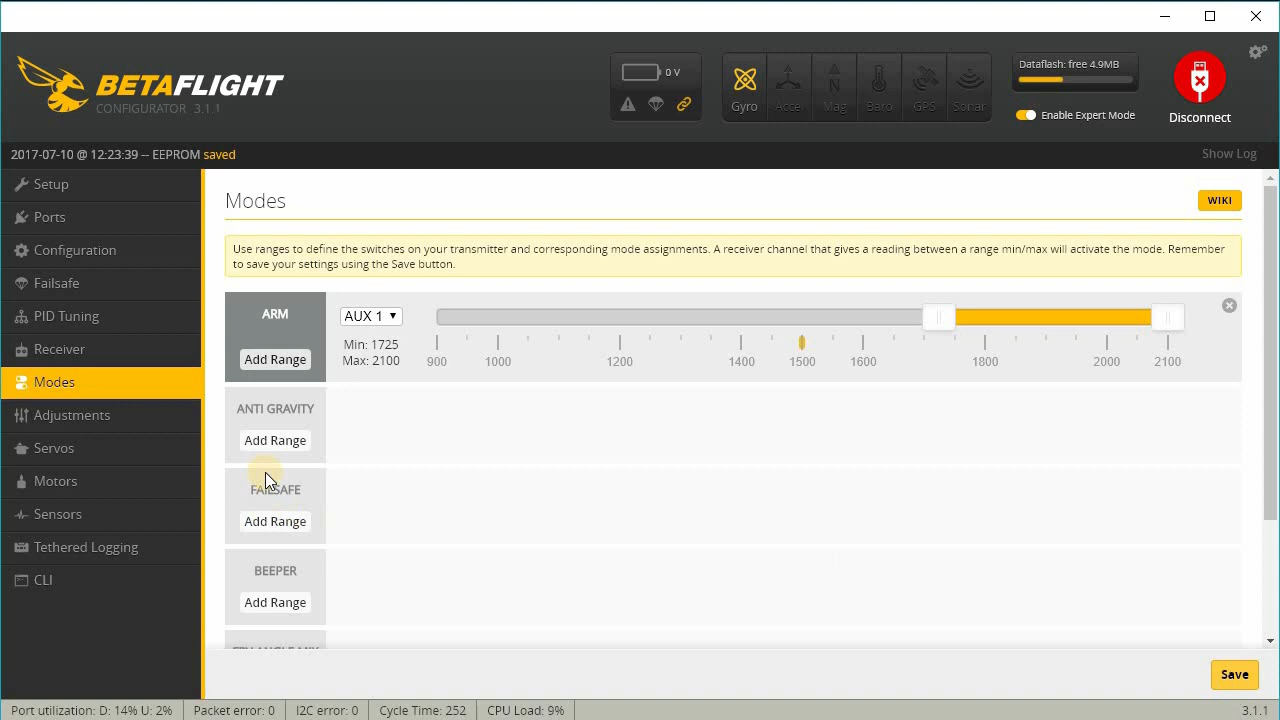 BETAFLIGHT
CONFIGURATOR 3.1.1
0 V
Gyro
Acce
Mag
Baro
GPS
Sonar
Dataflash: free 4.9MB
Enable Expert Mode
Disconnect
2017-07-10 @ 12:23:39 -- EEPROM saved
Show Log
Setup
Ports
Configuration
Failsafe
PID Tuning
Receiver
Modes
Adjustments
Servos
Motors
Sensors
Tethered Logging
CLI
Modes
WIKI
Use ranges to define the switches on your transmitter and corresponding mode assignments. A receiver channel that gives a reading between a range min/max will activate the mode. Remember
to save your settings using the Save button.
ARM
Add Range
AUX 1
Min: 1725
Max: 2100
900 1000 1200 1400 1500 1600 1800 2000 2100
ANTI GRAVITY
Add Range
FAILSAFE
Add Range
BEEPER
Add Range
Save
Port utilization: D: 14% U: 2%
Packet error: 0
I2C error: 0
Cycle Time: 252
CPU Load: 9%
3.1.1